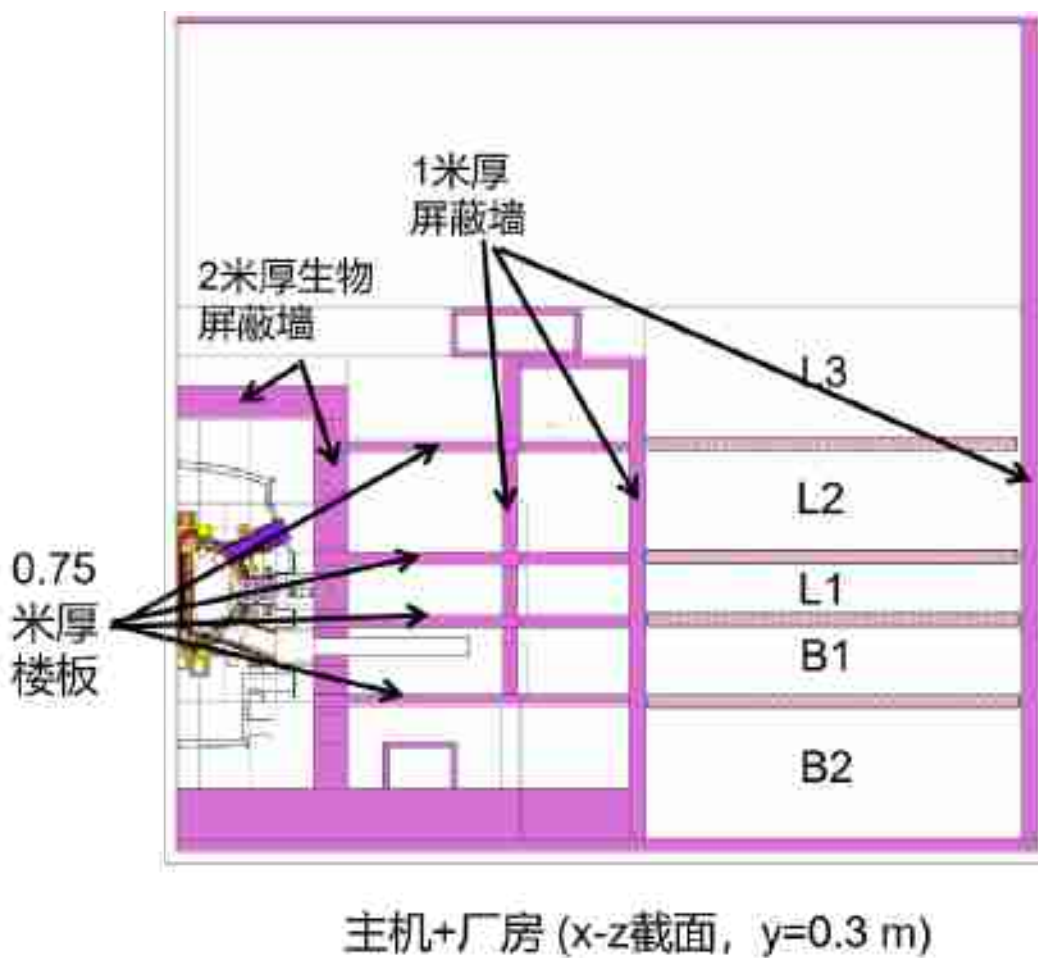 1米厚
屏蔽墙
2米厚生物
屏蔽墙
L3
L2
0.75
米厚
楼板
L1
B1
B2
主机+厂房 (x-z截面，y=0.3 m)